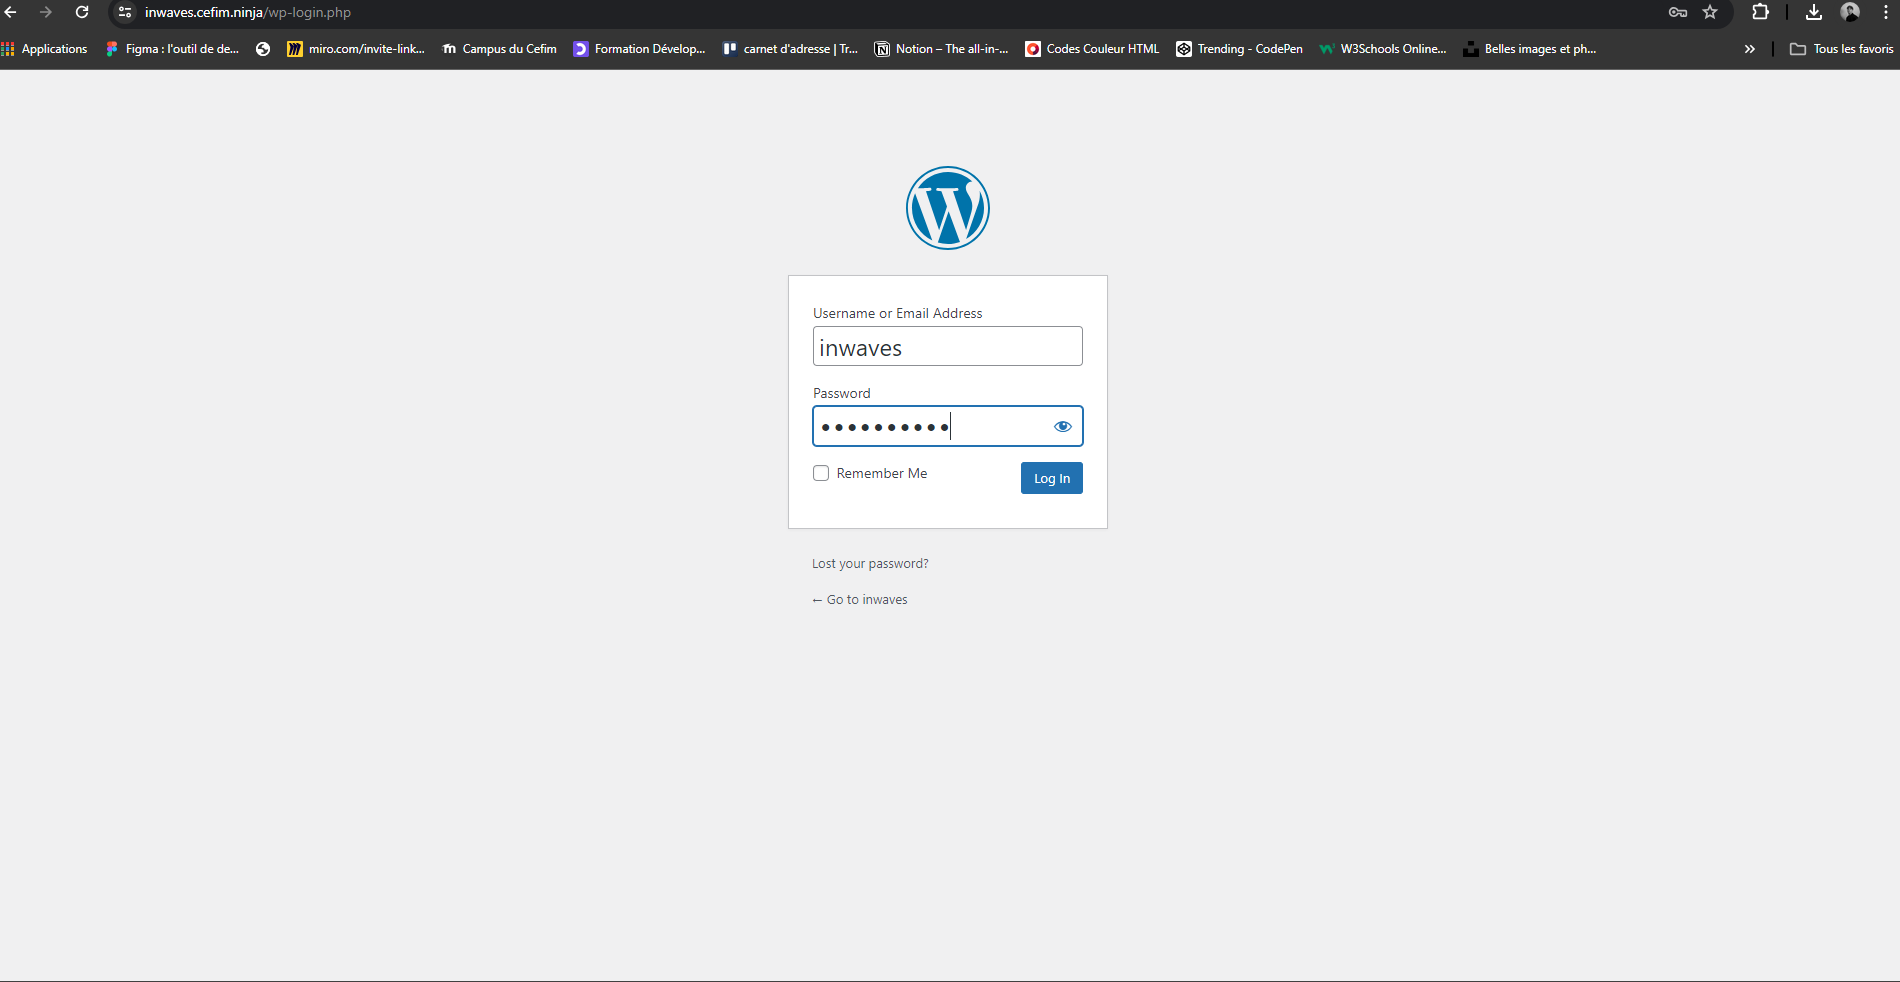 inwaves.cefim.ninja/wp-login.php
Applications Figma : l'outil de de... miro.com/invite-link... Campus du Cefim Formation Dévelop... carnet d'adresse | Tr... Notion – The all-in-... Codes Couleur HTML Trending - CodePen W3Schools Online... Belles images et ph... » Tous les favoris
Username or Email Address
inwaves
Password
••••••••••
Remember Me Log In
Lost your password?
← Go to inwaves